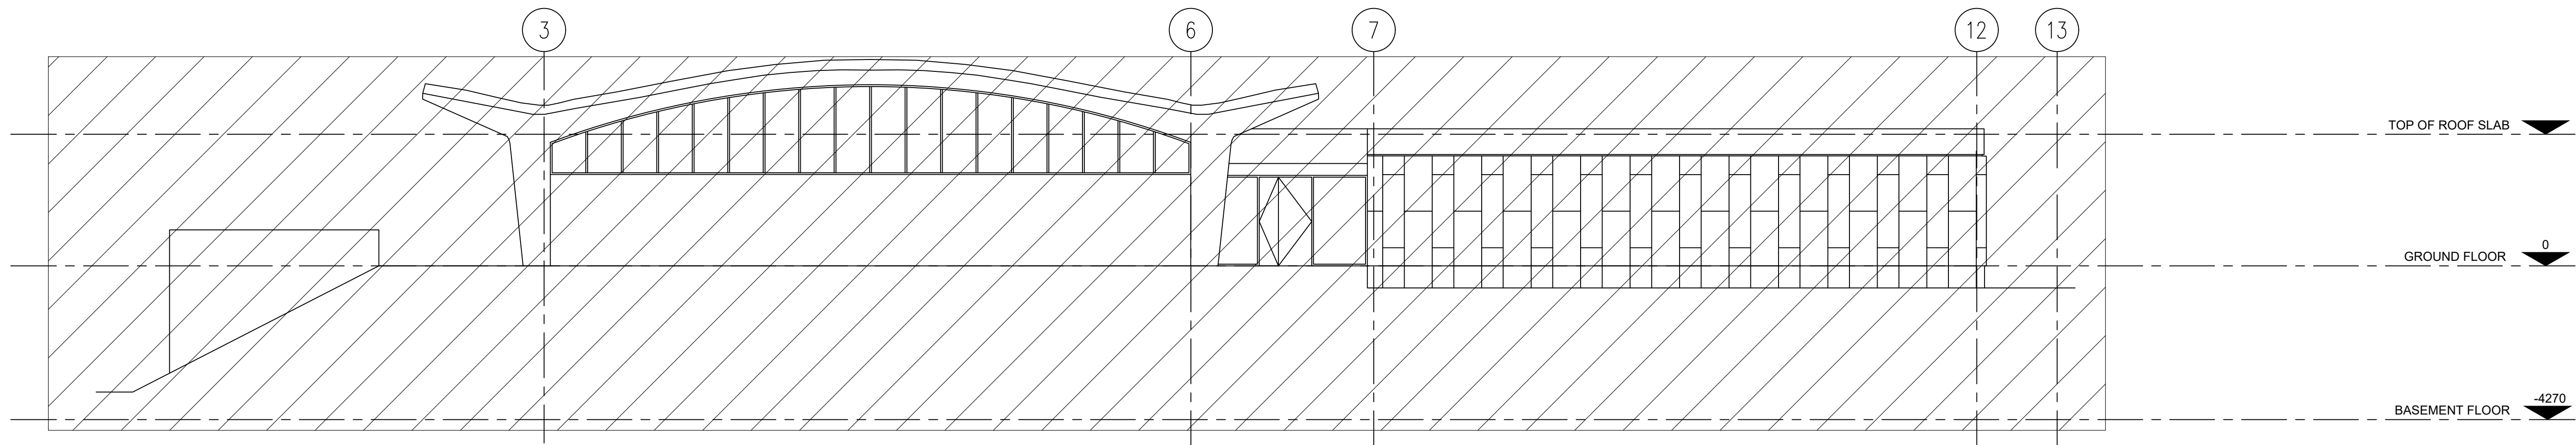 3
6
7
12
13
TOP OF ROOF SLAB
0
GROUND FLOOR
-4270
BASEMENT FLOOR